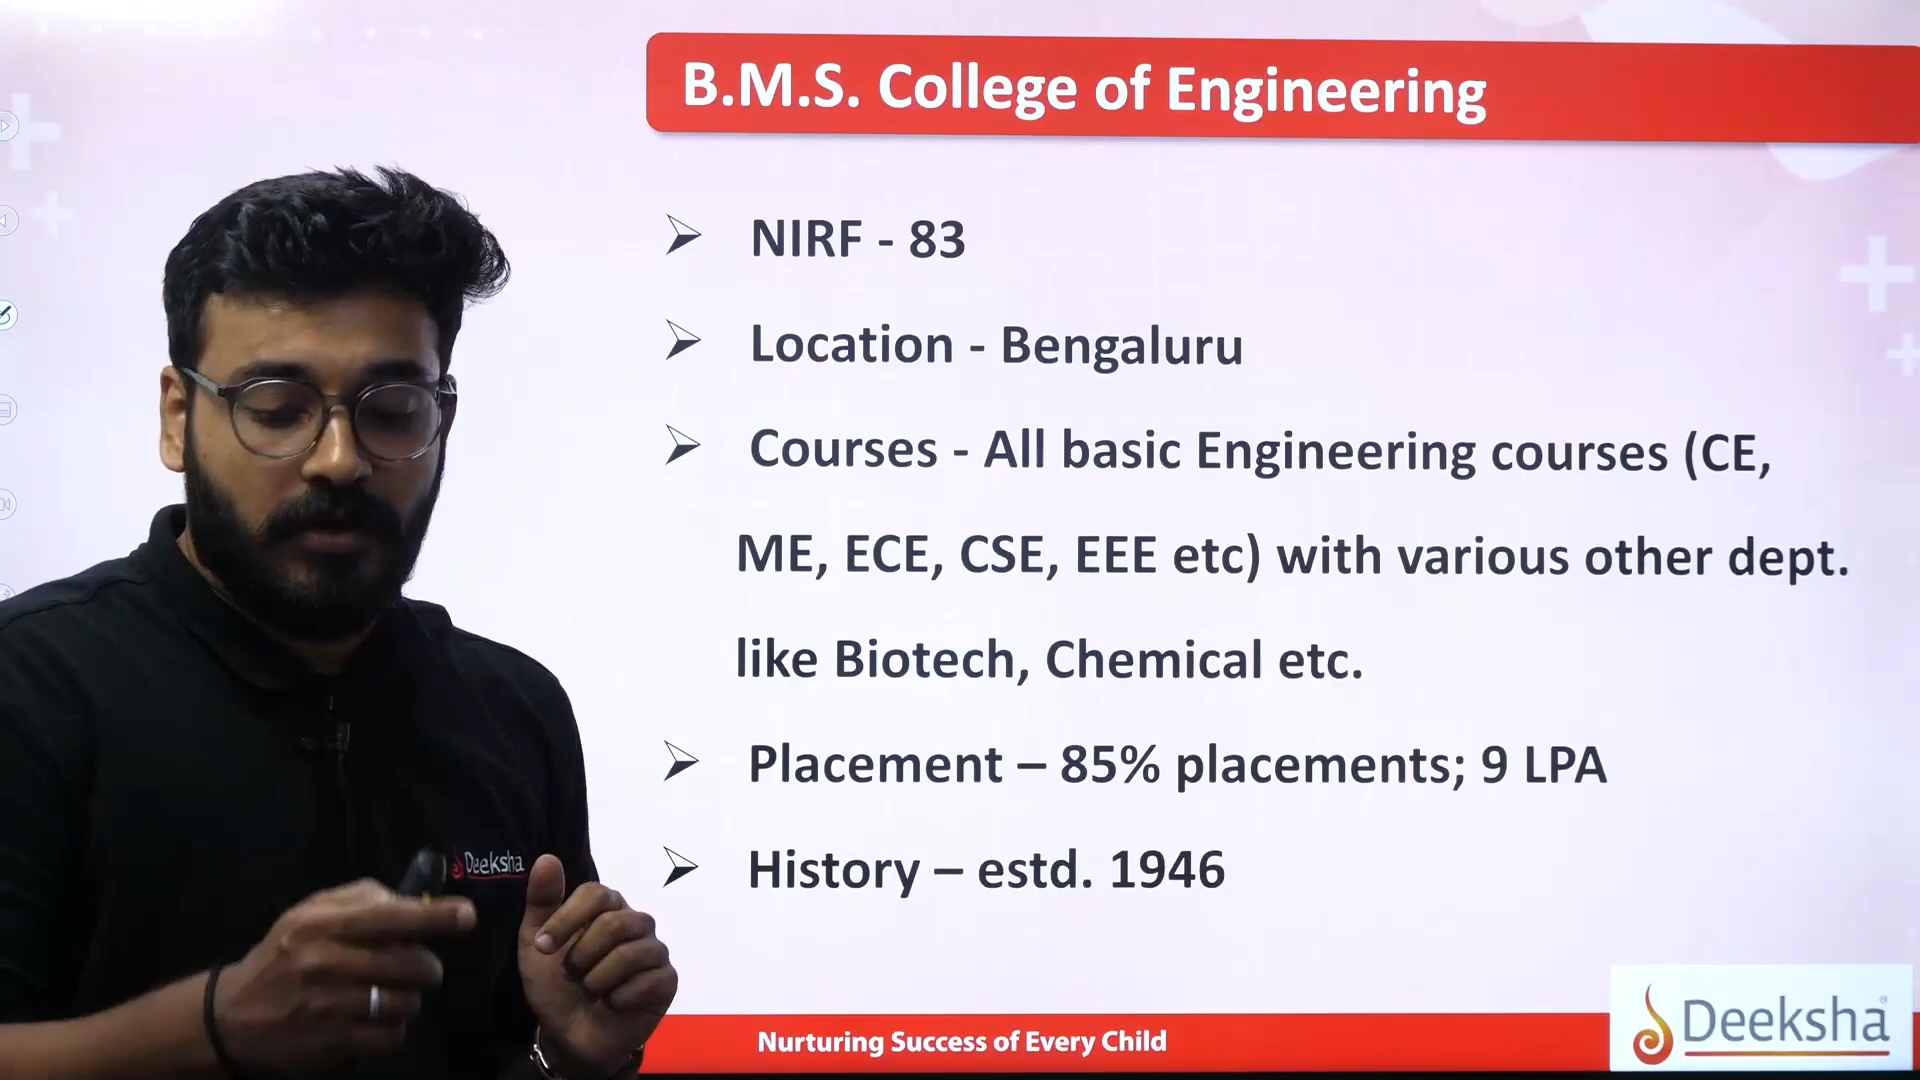 B.M.S. College of Engineering
NIRF - 83
Location - Bengaluru
Courses - All basic Engineering courses (CE,
ME, ECE, CSE, EEE etc) with various other dept.
like Biotech, Chemical etc.
Placement – 85% placements; 9 LPA
History – estd. 1946
Deeksha
Nurturing Success of Every Child
Deeksha